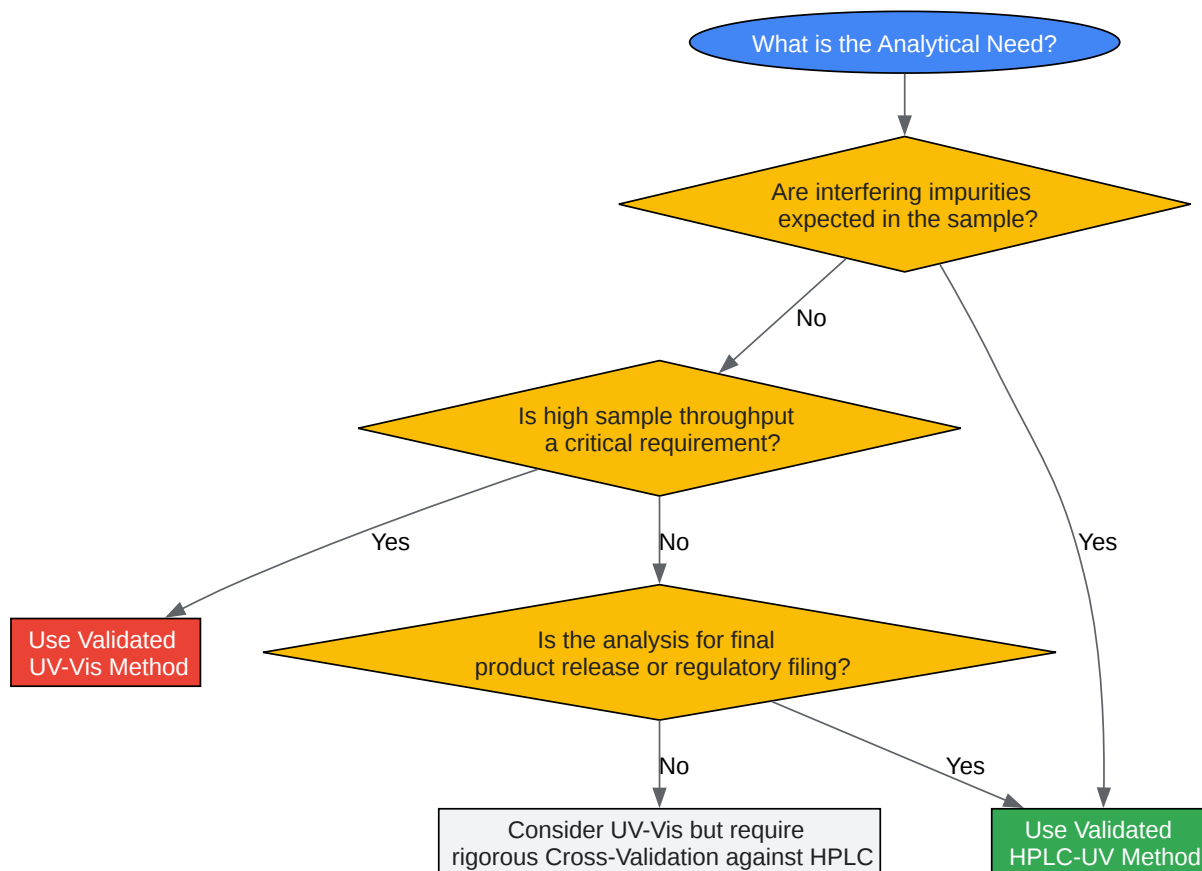 What is the Analytical Need?
Are interfering impurities
expected in the sample?
No
Is high sample throughput
a critical requirement?
Yes
No
Yes
Use Validated
UV-Vis Method
Is the analysis for final
product release or regulatory filing?
No
Yes
Consider UV-Vis but require
rigorous Cross-Validation against HPLC
Use Validated
HPLC-UV Method